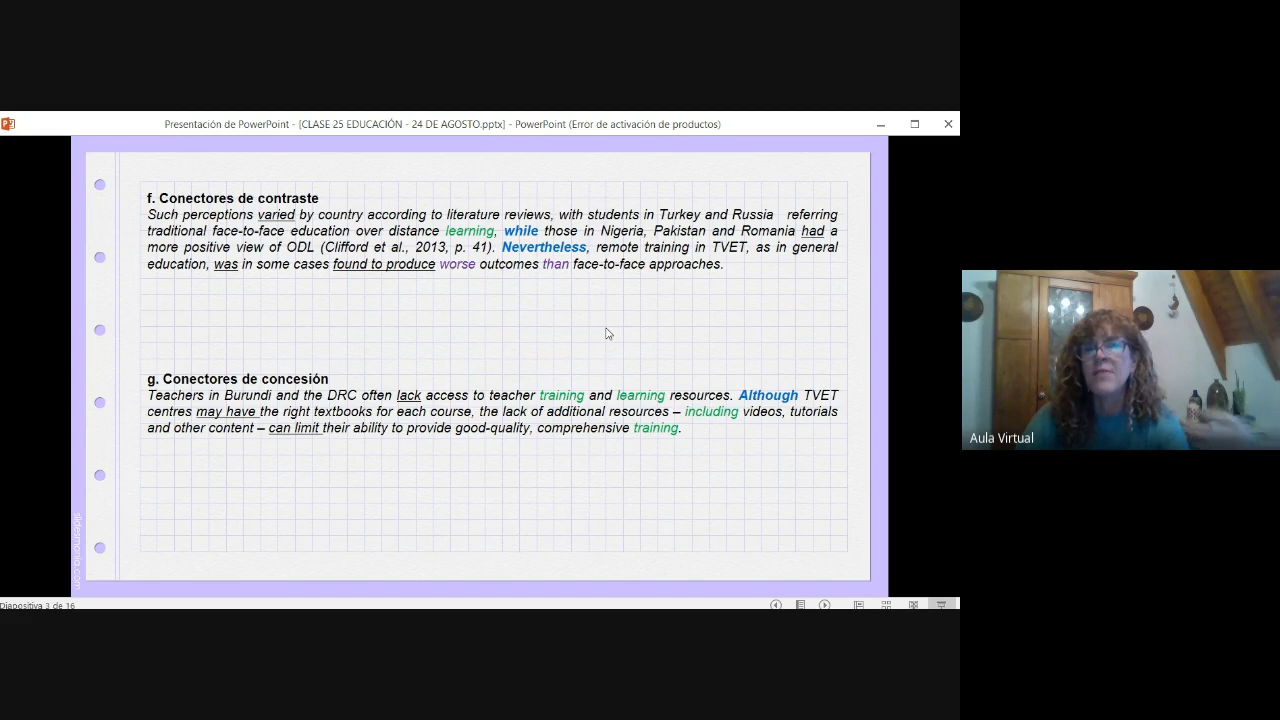 Presentación de PowerPoint - [CLASE 25 EDUCACIÓN - 24 DE AGOSTO.pptx] - PowerPoint (Error de activación de productos)
f. Conectores de contraste
Such perceptions varied by country according to literature reviews, with students in Turkey and Russia referring
traditional face-to-face education over distance learning, while those in Nigeria, Pakistan and Romania had a
more positive view of ODL (Clifford et al., 2013, p. 41). Nevertheless, remote training in TVET, as in general
education, was in some cases found to produce worse outcomes than face-to-face approaches.
g. Conectores de concesión
Teachers in Burundi and the DRC often lack access to teacher training and learning resources. Although TVET
centres may have the right textbooks for each course, the lack of additional resources – including videos, tutorials
and other content – can limit their ability to provide good-quality, comprehensive training.
slidesmania.com
Diapositiva 3 de 16
Aula Virtual